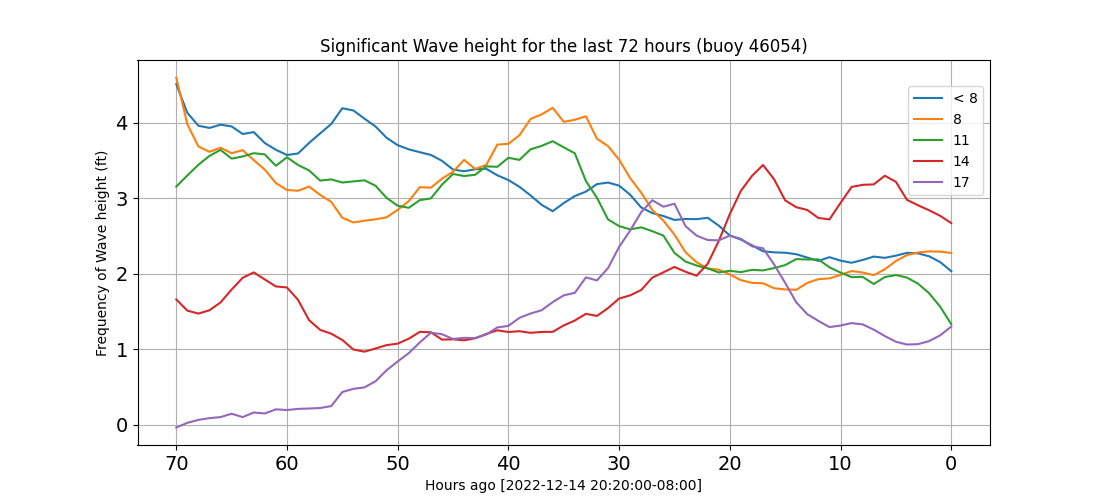 Significant Wave height for the last 72 hours (buoy 46054)
Frequency of Wave height (ft)
4
3
2
1
0
< 8
8
11
14
17
70 60 50 40 30 20 10 0
Hours ago [2022-12-14 20:20:00-08:00]